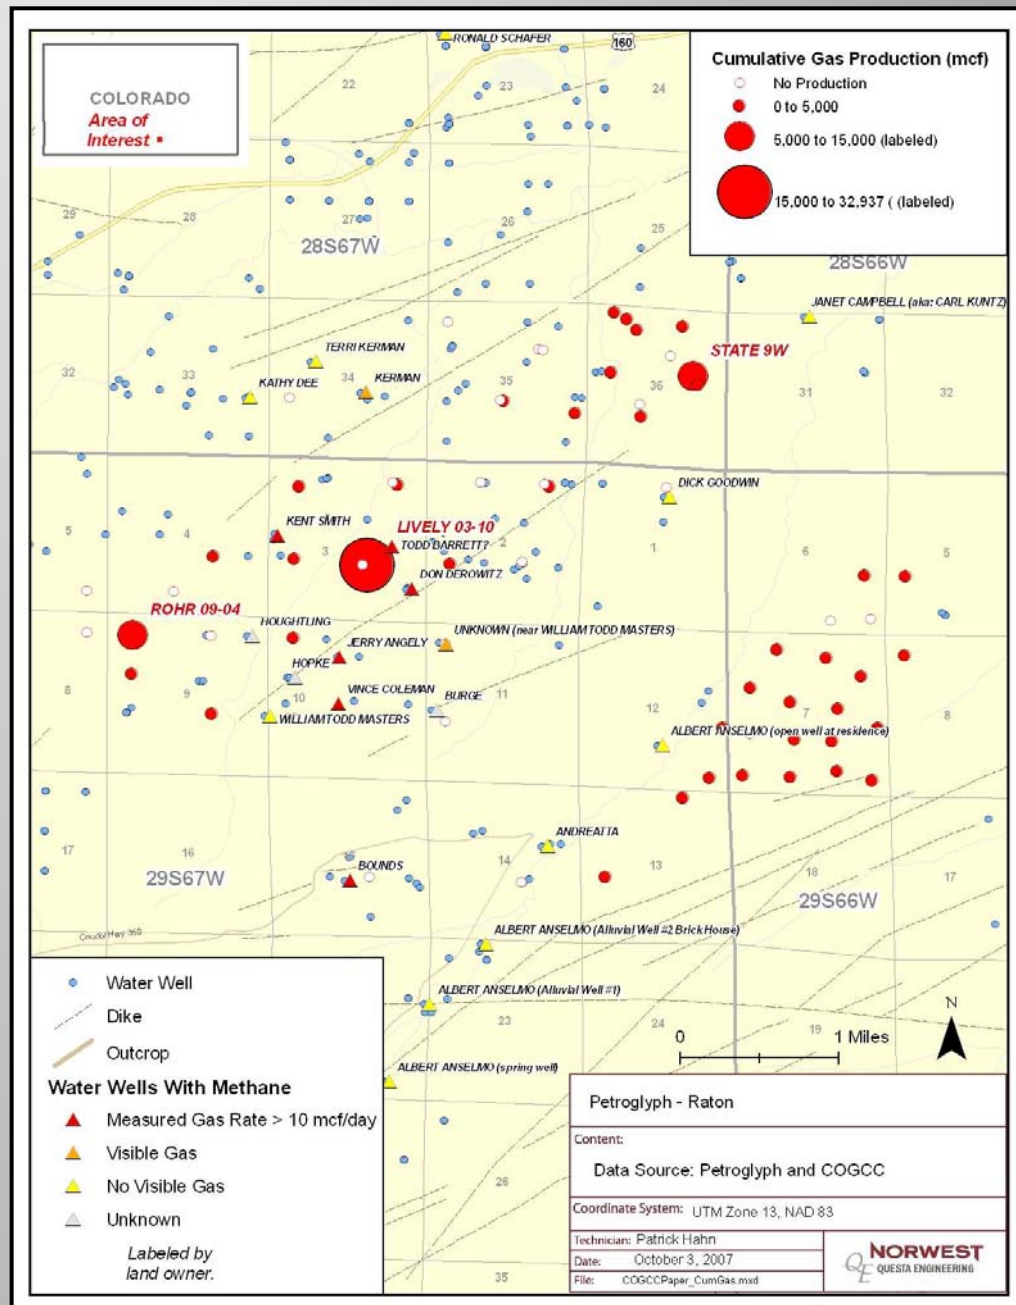 RONALD SCHAFER
160
22
23
24
COLORADO
Area of
Interest
Cumulative Gas Production (mcf)
No Production
0 to 5,000
5,000 to 15,000 (labeled)
15,000 to 32,937 ( (labeled)
29
28
27
26
25
28S67W
28S66W
JANET CAMPBELL (aka: CARL KUNTZ)
TERRI KERMAN
STATE 9W
32
33
34
KERMAN
35
36
31
32
KATHY DEE
DICK GOODWIN
5
4
KENT SMITH
3
LIVELY 03-10
TODD BARRETT?
2
1
6
5
DON DEROWITZ
ROHR 09-04
HOUGHTLING
JERRY ANGELY
UNKNOWN (near WILLIAM TODD MASTERS)
HOPKE
8
9
10
VINCE COLEMAN
BURGE
11
12
7
8
WILLIAM TODD MASTERS
ALBERT ANSELMO (open well at residence)
ANDREATTA
17
16
15
BOUNDS
14
13
18
17
29S67W
29S66W
ALBERT ANSELMO (Alluvial Well #2 Brick House)
ALBERT ANSELMO (Alluvial Well #1)
23
24
19
ALBERT ANSELMO (spring well)
26
35
Water Well
Dike
Outcrop
Water Wells With Methane
Measured Gas Rate > 10 mcf/day
Visible Gas
No Visible Gas
Unknown
Labeled by
land owner.
N
0 1 Miles
Petroglyph - Raton
Content:
Data Source: Petroglyph and COGCC
Coordinate System: UTM Zone 13, NAD 83
Technician: Patrick Hahn
Date: October 3, 2007
File: COGCCPaper_CumGas.mxd
QE NORWEST
QUESTA ENGINEERING